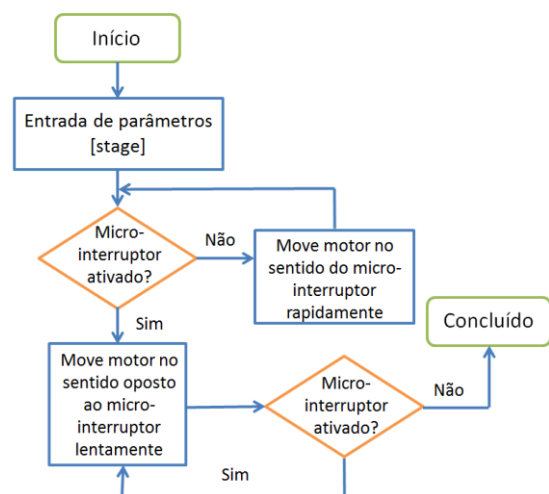 Início
Entrada de parâmetros
[stage]
Micro-
interruptor
ativado?
Não
Move motor no
sentido do micro-
interruptor
rapidamente
Sim
Move motor no
sentido oposto
ao micro-
interruptor
lentamente
Micro-
interruptor
ativado?
Não
Concluído
Sim